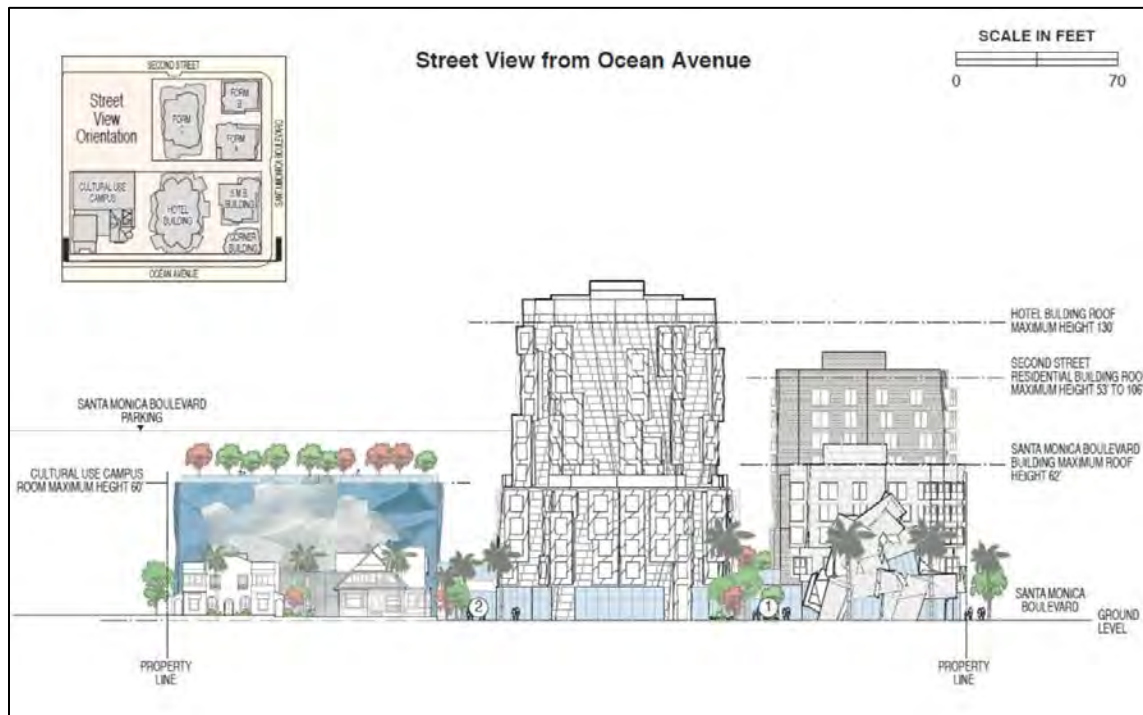 Street View from Ocean Avenue
SCALE IN FEET
0
70
SECOND STREET
Street
View
Orientation
FORM
C
FORM
B
FORM
A
SANTA MONICA BOULEVARD
CULTURAL USE
CAMPUS
HOTEL
BUILDING
S.M.B.
BUILDING
CORNER
BUILDING
OCEAN AVENUE
HOTEL BULDING ROOF
MAXIMUM HEIGHT 130'
SECOND STREET
RESIDENTIAL BUILDING ROO
MAXIMUM HEIGHT 53' TO 106'
SANTA MONICA BOULEVARD
PARKING
SANTA MONICA BOULEVARD
BUILDING MAXIMUM ROOF
HEIGHT 62'
CULTURAL USE CAMPUS
ROOM MAXIMUM HEGHT 60'
2
1
SANTA MONICA
BOULEVARD
GROUND
LEVEL
PROPERTY
LINE
PROPERTY
LINE